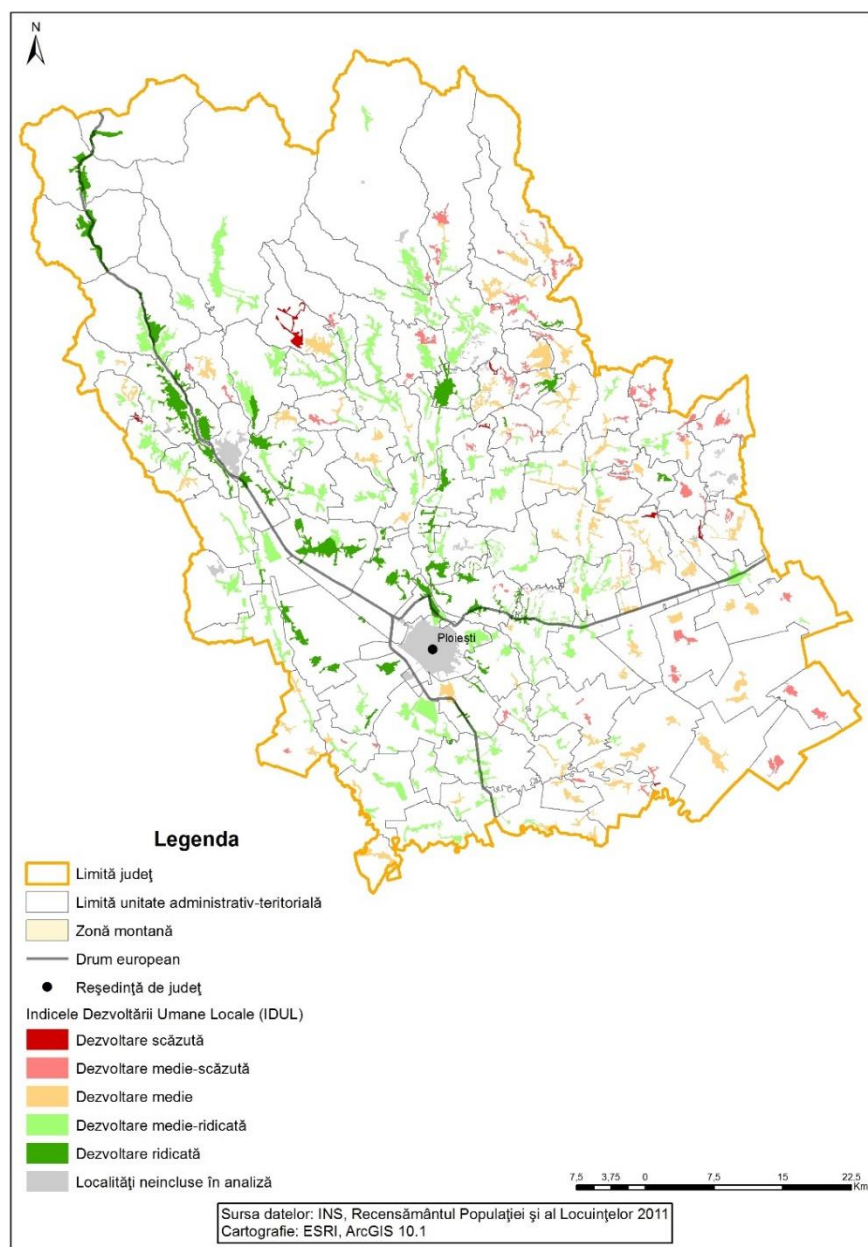 N
Ploiești
Legenda
Limită județ
Limită unitate administrativ-teritorială
Zonă montană
Drum european
Reședință de județ
Indicele Dezvoltării Umane Locale (IDUL)
Dezvoltare scăzută
Dezvoltare medie-scăzută
Dezvoltare medie
Dezvoltare medie-ridicată
Dezvoltare ridicată
Localități neincluse în analiză
7,5 3,75 0 7,5 15 22,5
Km
Sursa datelor: INS, Recensământul Populației și al Locuințelor 2011
Cartografie: ESRI, ArcGIS 10.1